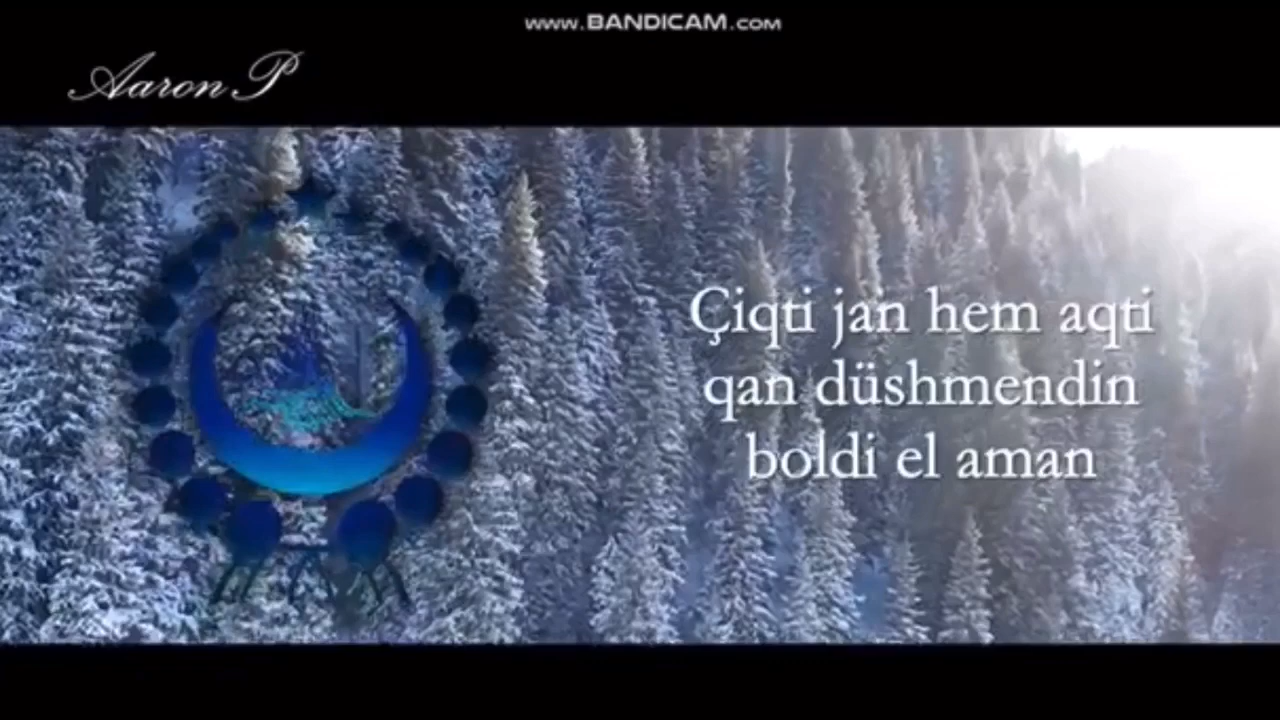 www.BANDICAM.com
Aaron P
Çiqti jan hem aqti
qan düshmendin
boldi el aman